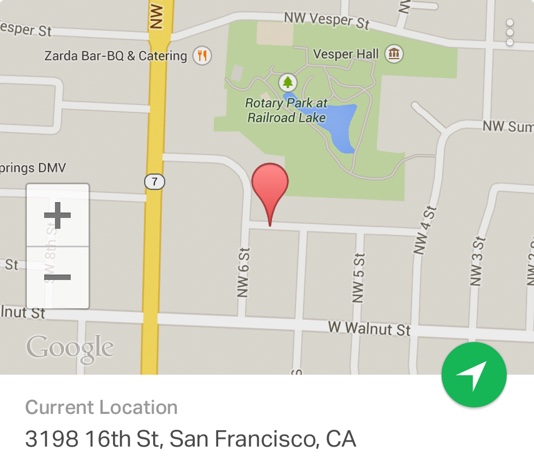 NW Vesper St
esper St
NW
W
Zarda Bar-BQ & Catering
Vesper Hall
Rotary Park at
Railroad Lake
NW Sum
prings DMV
7
NW 8th St
NW 6 St
NW 5 St
NW 4 St
NW 3 St
NW 2
St
lnut St
W Walnut St
S
Google
Current Location
3198 16th St, San Francisco, CA